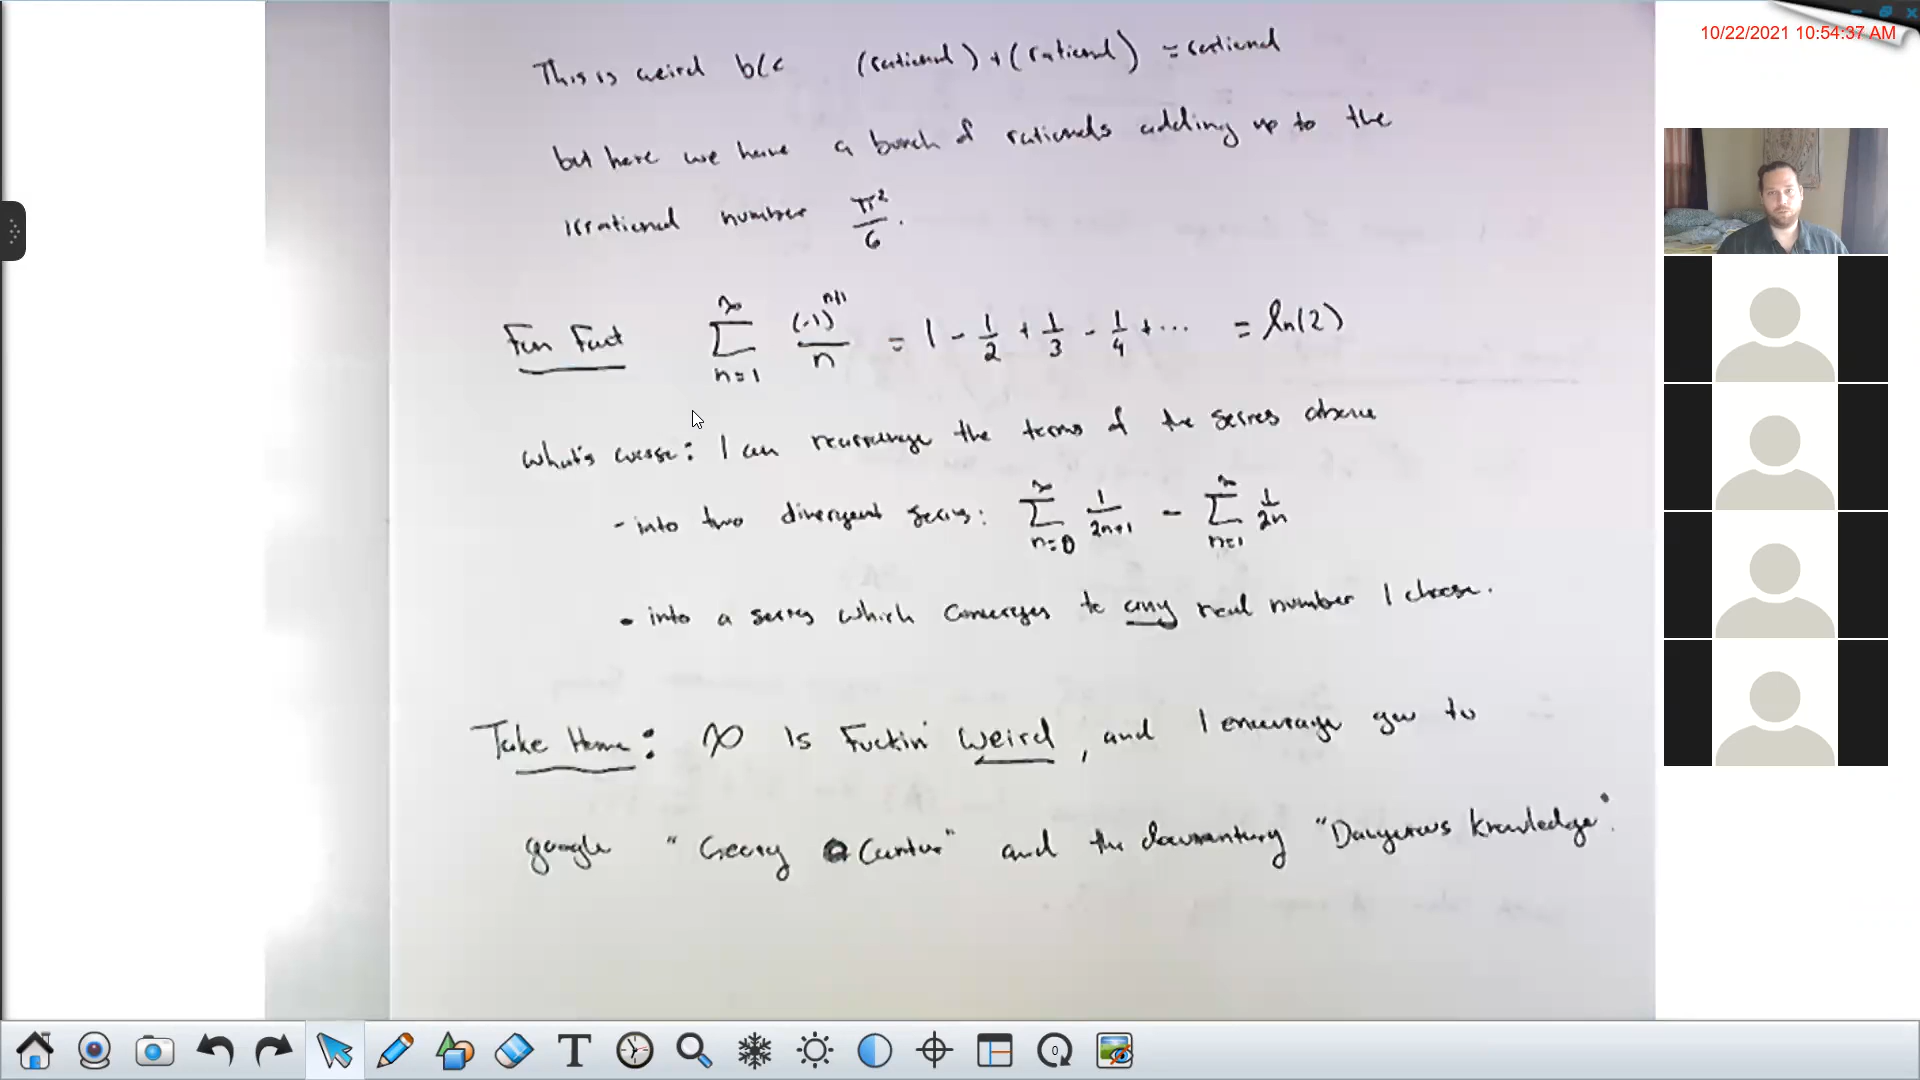 10/22/2021 10:54:37 AM
This is weird b/c (rational) + (rational) = rational
but here we have a bunch of rationals adding up to the
irrational number π²/6.
Fun Fact ∑_{n=1}^{∞} (-1)^{n+1}/n = 1 - 1/2 + 1/3 - 1/4 + ... = ln(2)
What's worse: I can rearrange the terms of the series above
- into two divergent series: ∑_{n=0}^{∞} 1/(2n+1) - ∑_{n=1}^{∞} 1/(2n)
• into a series which converges to any real number I choose.
Take Home: ∞ Is Fuckin' Weird, and I encourage you to
google "Georg Cantor" and the documentary "Dangerous Knowledge".
T
0